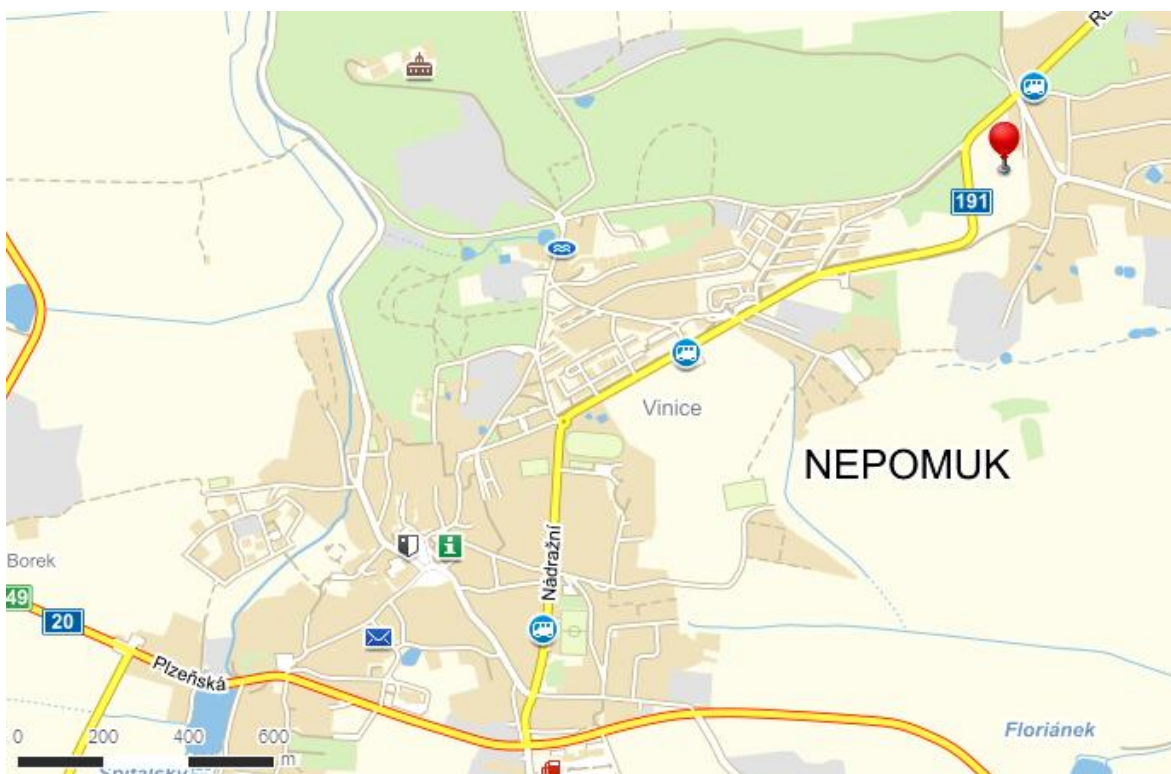 191
Vinice
NEPOMUK
Nádražní
Borek
49
20
Plzeňská
0 200 400 600
m
Floriánek